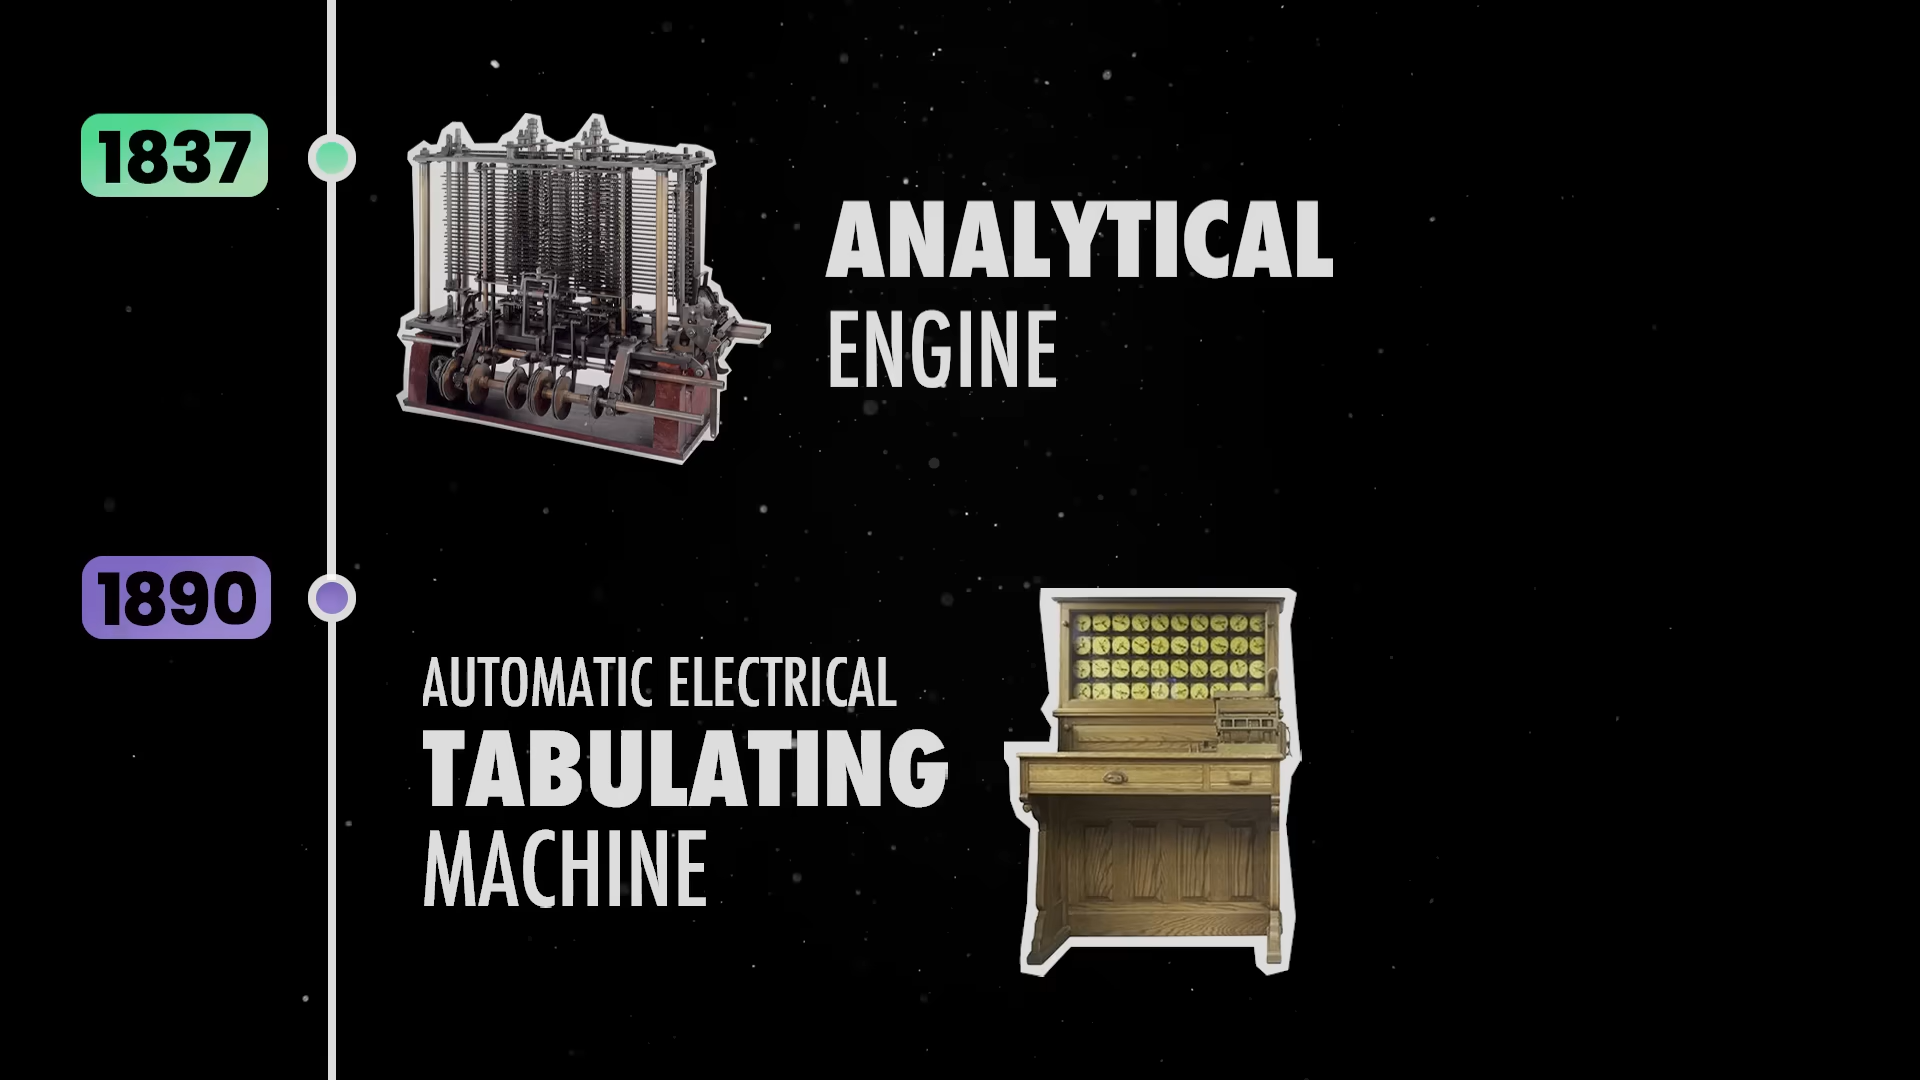 1837
ANALYTICAL
ENGINE
1890
AUTOMATIC ELECTRICAL
TABULATING
MACHINE